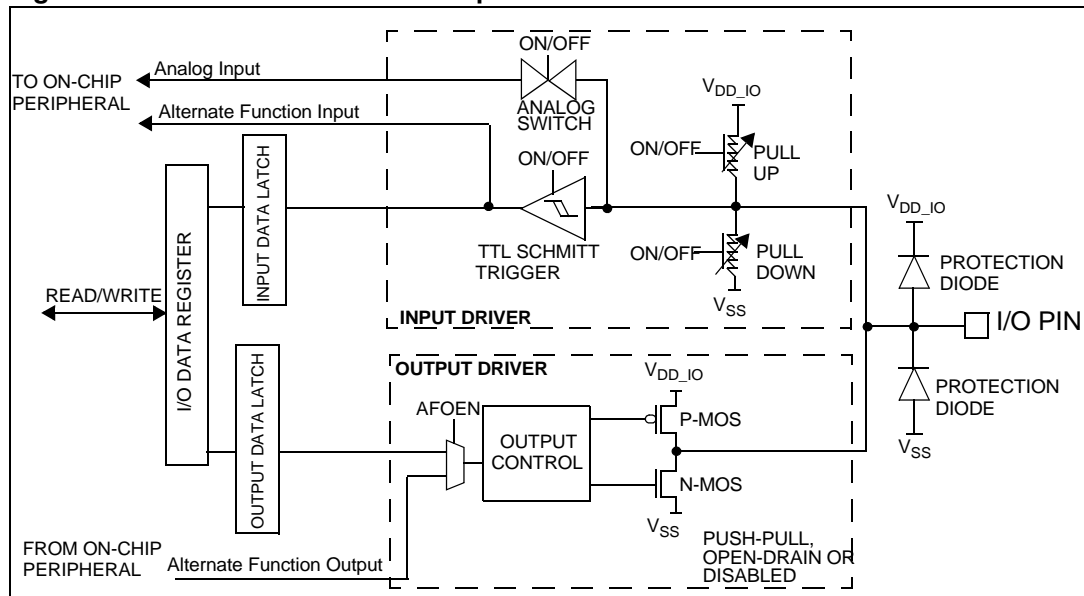 ON/OFF
Analog Input
TO ON-CHIP
PERIPHERAL
ANALOG
SWITCH
Alternate Function Input
V_DD_IO
ON/OFF
PULL
UP
ON/OFF
TTL SCHMITT
TRIGGER
ON/OFF
PULL
DOWN
V_SS
INPUT DRIVER
I/O DATA REGISTER
INPUT DATA LATCH
READ/WRITE
V_DD_IO
PROTECTION
DIODE
I/O PIN
PROTECTION
DIODE
V_SS
OUTPUT DATA LATCH
OUTPUT DRIVER
AFOEN
OUTPUT
CONTROL
V_DD_IO
P-MOS
N-MOS
V_SS
PUSH-PULL,
OPEN-DRAIN OR
DISABLED
FROM ON-CHIP
PERIPHERAL
Alternate Function Output